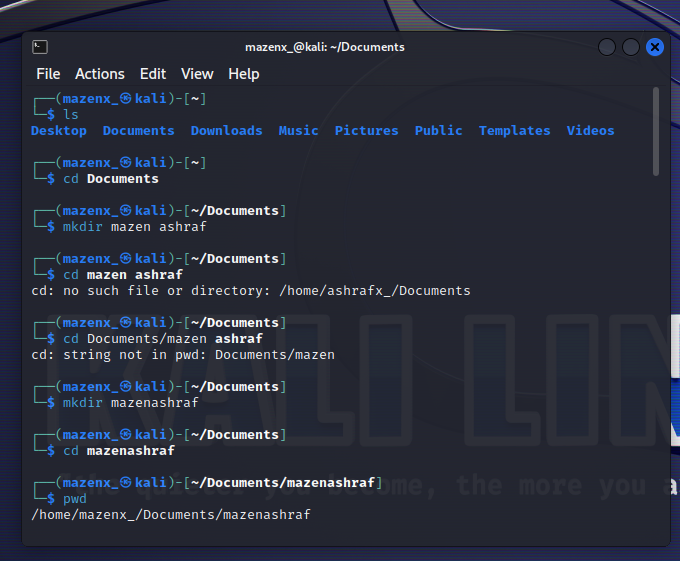 mazenx_@kali: ~/Documents
File Actions Edit View Help
┌──(mazenx_㉿kali)-[~]
└─$ ls
Desktop Documents Downloads Music Pictures Public Templates Videos
┌──(mazenx_㉿kali)-[~]
└─$ cd Documents
┌──(mazenx_㉿kali)-[~/Documents]
└─$ mkdir mazen ashraf
┌──(mazenx_㉿kali)-[~/Documents]
└─$ cd mazen ashraf
cd: no such file or directory: /home/ashrafx_/Documents
┌──(mazenx_㉿kali)-[~/Documents]
└─$ cd Documents/mazen ashraf
cd: string not in pwd: Documents/mazen
┌──(mazenx_㉿kali)-[~/Documents]
└─$ mkdir mazenashraf
┌──(mazenx_㉿kali)-[~/Documents]
└─$ cd mazenashraf
┌──(mazenx_㉿kali)-[~/Documents/mazenashraf]
└─$ pwd
/home/mazenx_/Documents/mazenashraf
KALI LIN
the quieter you become, the more you a